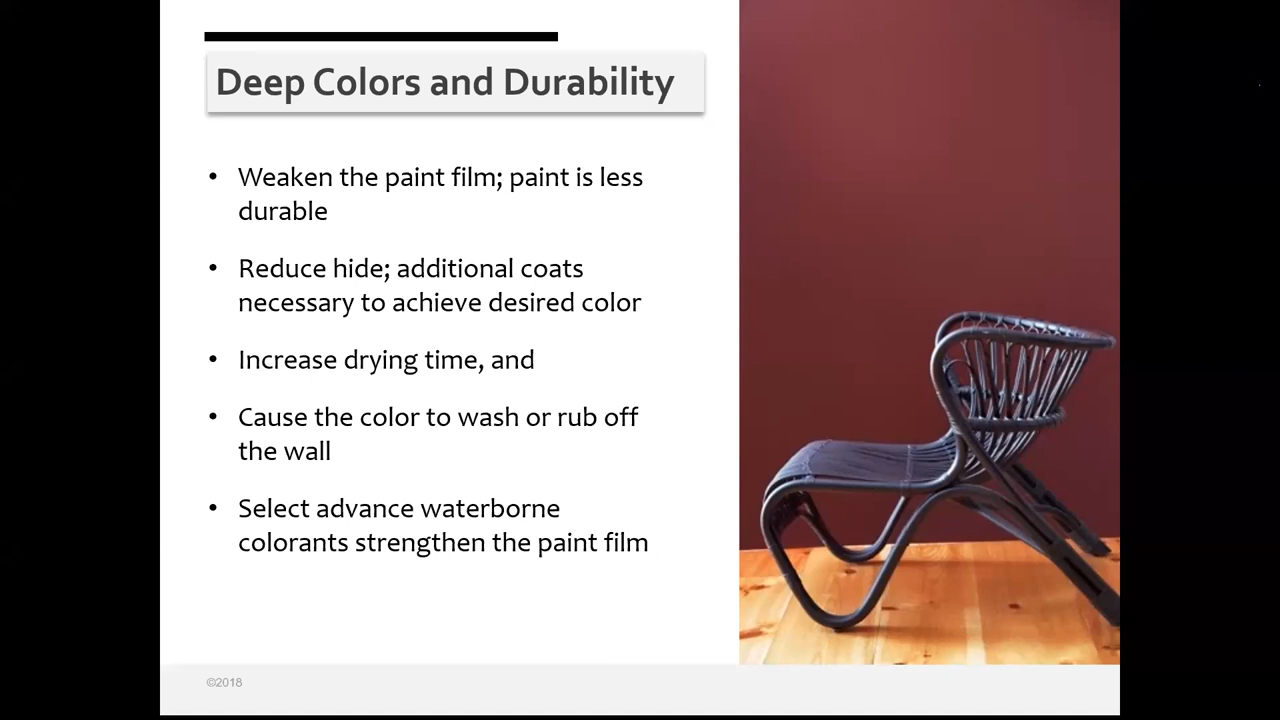 Deep Colors and Durability
• Weaken the paint film; paint is less
durable
• Reduce hide; additional coats
necessary to achieve desired color
• Increase drying time, and
• Cause the color to wash or rub off
the wall
• Select advance waterborne
colorants strengthen the paint film
©2018